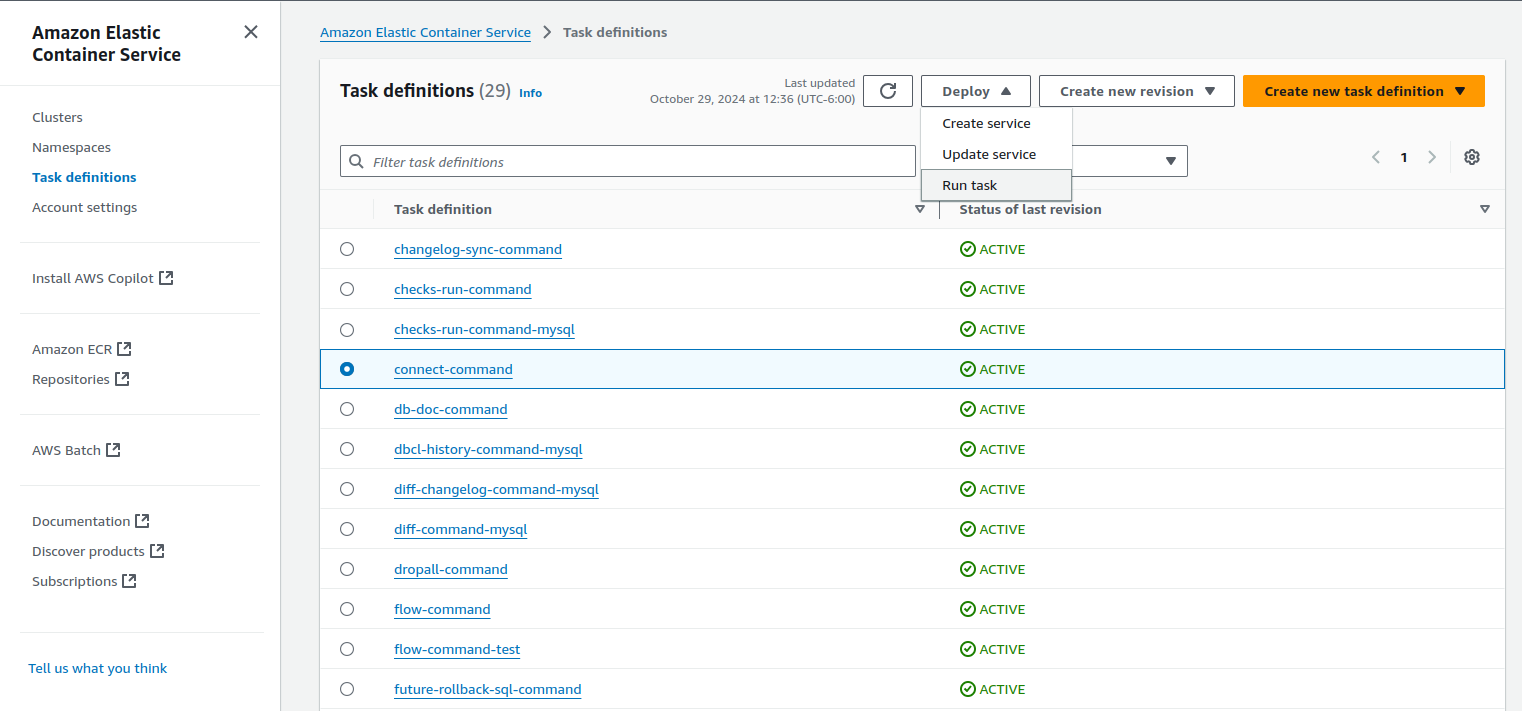 Amazon Elastic
Container Service
Clusters
Namespaces
Task definitions
Account settings
Install AWS Copilot
Amazon ECR
Repositories
AWS Batch
Documentation
Discover products
Subscriptions
Tell us what you think
Amazon Elastic Container Service Task definitions
Task definitions (29) Info
Last updated
October 29, 2024 at 12:36 (UTC-6:00)
Deploy
Create new revision
Create new task definition
Create service
Update service
Run task
Filter task definitions
1
Task definition Status of last revision
changelog-sync-command ACTIVE
checks-run-command ACTIVE
checks-run-command-mysql ACTIVE
connect-command ACTIVE
db-doc-command ACTIVE
dbcl-history-command-mysql ACTIVE
diff-changelog-command-mysql ACTIVE
diff-command-mysql ACTIVE
dropall-command ACTIVE
flow-command ACTIVE
flow-command-test ACTIVE
future-rollback-sql-command ACTIVE